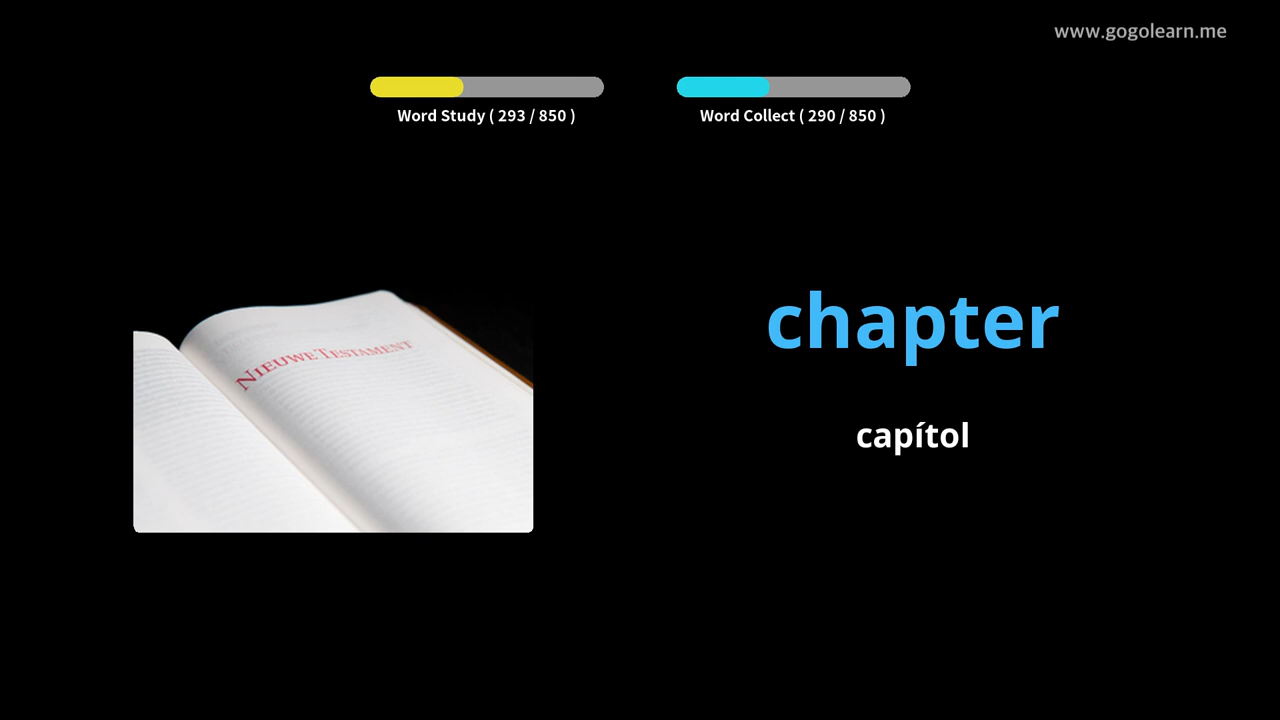 www.gogolearn.me
Word Study ( 293 / 850 )
Word Collect ( 290 / 850 )
NIEUWE TESTAMENT
chapter
capítol